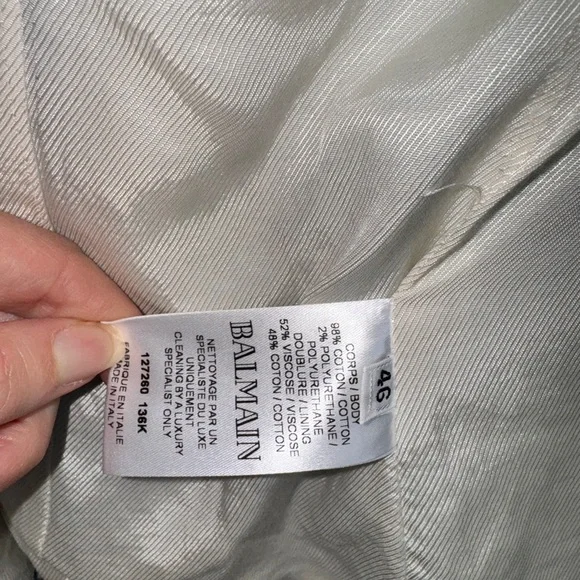 46
CORPS / BODY
98% COTON / COTTON
2% POLYURETHANE /
POLYURETHANE
DOUBLURE / LINING
52% VISCOSE / VISCOSE
48% COTON / COTTON
BALMAIN
NETTOYAGE PAR UN
SPECIALISTE DU LUXE
UNIQUEMENT
CLEANING BY A LUXURY
SPECIALIST ONLY
127260 136K
FABRIQUE EN ITALIE
MADE IN ITALY